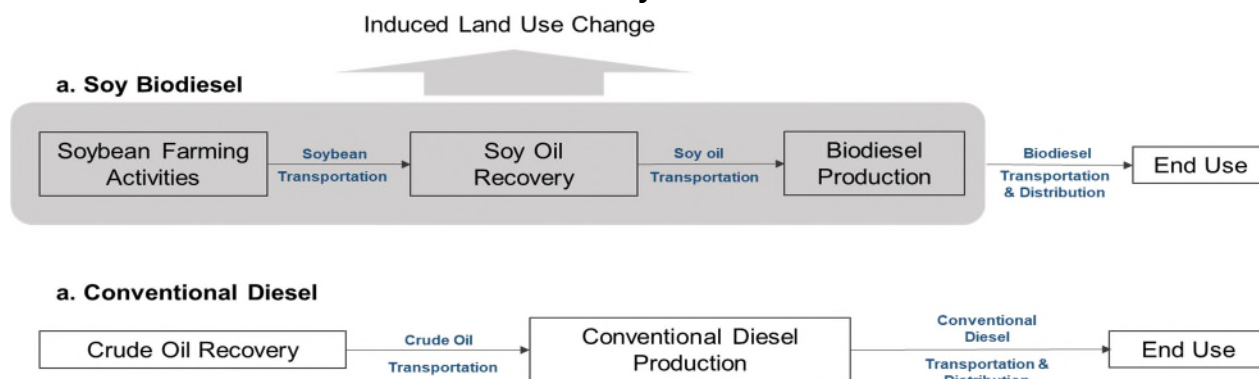 Induced Land Use Change
a. Soy Biodiesel
Soybean Farming
Activities
Soybean
Transportation
Soy Oil
Recovery
Soy oil
Transportation
Biodiesel
Production
Biodiesel
Transportation
& Distribution
End Use
a. Conventional Diesel
Crude Oil Recovery
Crude Oil
Transportation
Conventional Diesel
Production
Conventional
Diesel
Transportation &
Distribution
End Use